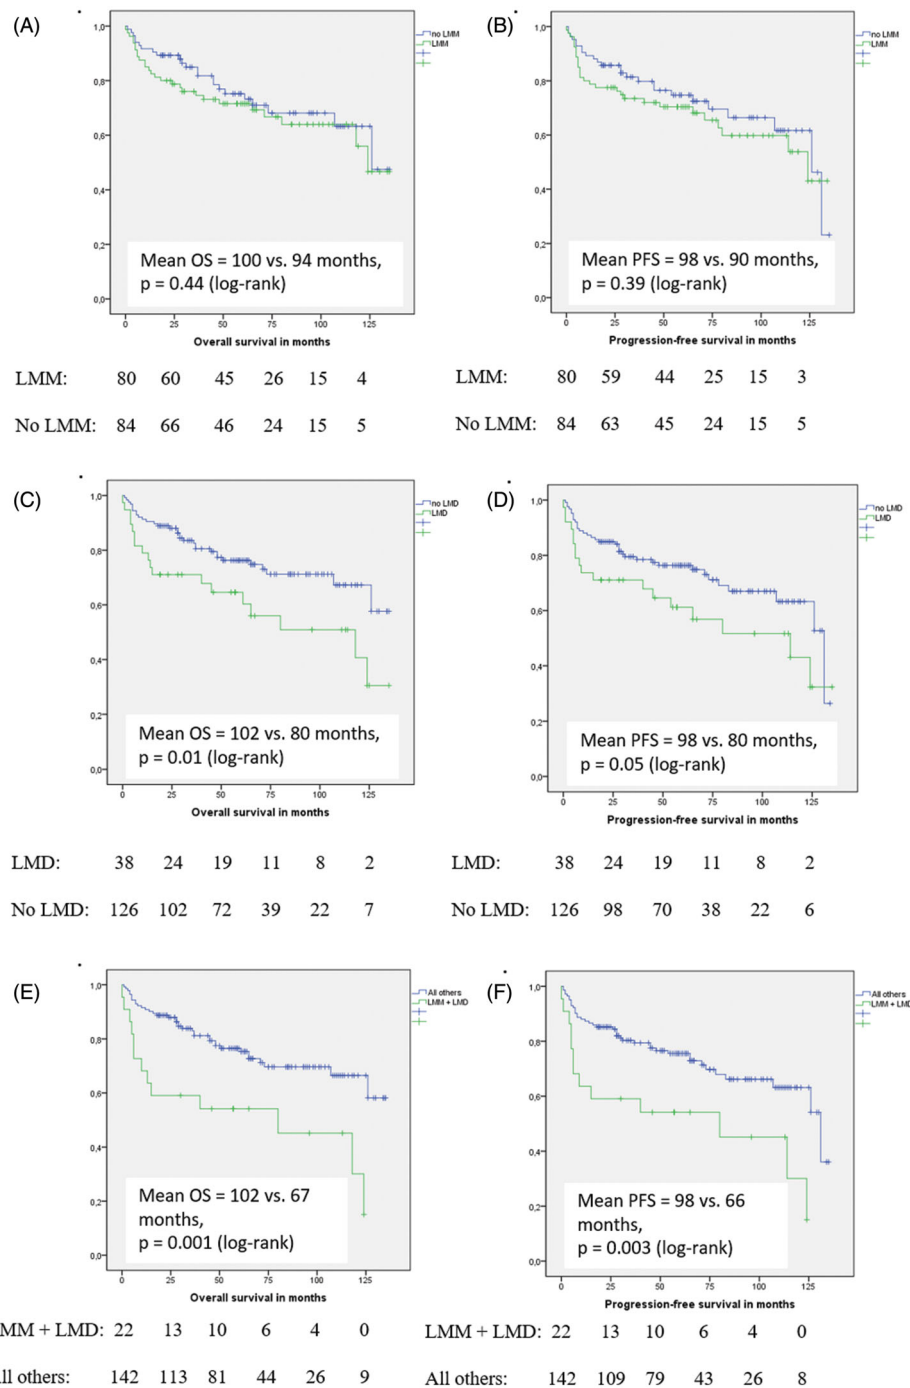 (A)
1,0
0,8
0,6
0,4
0,2
0,0
no LMM
LMM
Mean OS = 100 vs. 94 months,
p = 0.44 (log-rank)
0 25 50 75 100 125
Overall survival in months
LMM: 80 60 45 26 15 4
No LMM: 84 66 46 24 15 5
(B)
1,0
0,8
0,6
0,4
0,2
0,0
no LMM
LMM
Mean PFS = 98 vs. 90 months,
p = 0.39 (log-rank)
0 25 50 75 100 125
Progression-free survival in months
LMM: 80 59 44 25 15 3
No LMM: 84 63 45 24 15 5
(C)
1,0
0,8
0,6
0,4
0,2
0,0
no LMD
LMD
Mean OS = 102 vs. 80 months,
p = 0.01 (log-rank)
0 25 50 75 100 125
Overall survival in months
LMD: 38 24 19 11 8 2
No LMD: 126 102 72 39 22 7
(D)
1,0
0,8
0,6
0,4
0,2
0,0
no LMD
LMD
Mean PFS = 98 vs. 80 months,
p = 0.05 (log-rank)
0 25 50 75 100 125
Progression-free survival in months
LMD: 38 24 19 11 8 2
No LMD: 126 98 70 38 22 6
(E)
1,0
0,8
0,6
0,4
0,2
0,0
All others
LMM + LMD
Mean OS = 102 vs. 67
months,
p = 0.001 (log-rank)
0 25 50 75 100 125
Overall survival in months
MM + LMD: 22 13 10 6 4 0
ll others: 142 113 81 44 26 9
(F)
1,0
0,8
0,6
0,4
0,2
0,0
All others
LMM + LMD
Mean PFS = 98 vs. 66
months,
p = 0.003 (log-rank)
0 25 50 75 100 125
Progression-free survival in months
LMM + LMD: 22 13 10 6 4 0
All others: 142 109 79 43 26 8